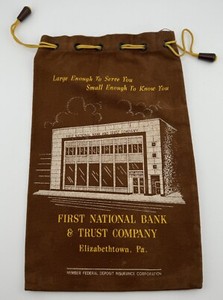 Large Enough To Serve You
Small Enough To Know You
FIRST NATIONAL BANK
& TRUST COMPANY
Elizabethtown, Pa.
MEMBER FEDERAL DEPOSIT INSURANCE CORPORATION